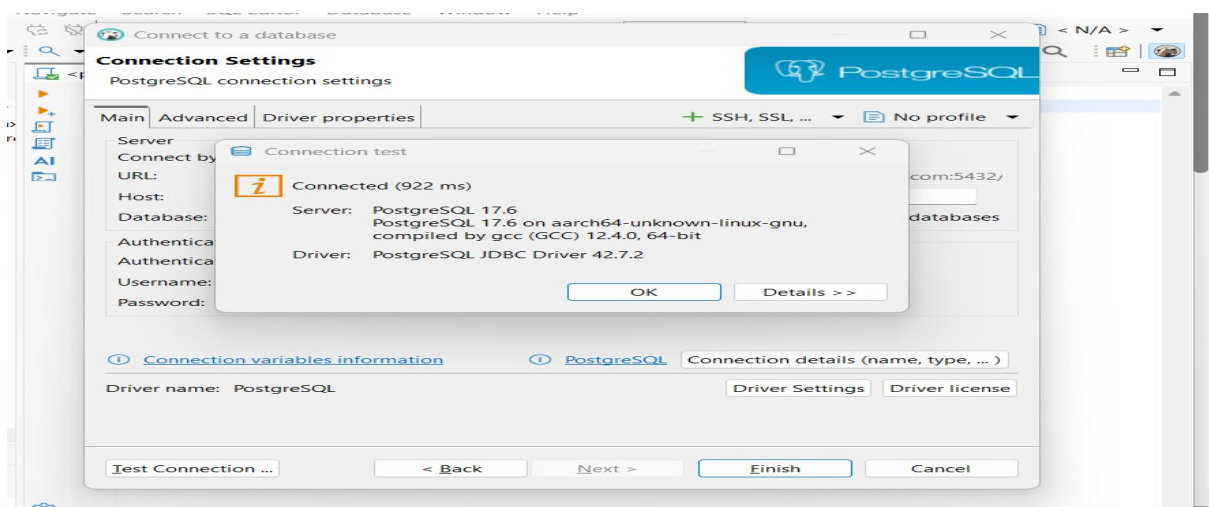 < N/A >
Connect to a database
Connection Settings
PostgreSQL connection settings
PostgreSQL
Main Advanced Driver properties
SSH, SSL, ... No profile
Server
Connect by
URL:
com:5432/
Host:
Database:
databases
Authentica
Authentica
Username:
Password:
Connection test
Connected (922 ms)
Server: PostgreSQL 17.6
PostgreSQL 17.6 on aarch64-unknown-linux-gnu,
compiled by gcc (GCC) 12.4.0, 64-bit
Driver: PostgreSQL JDBC Driver 42.7.2
OK Details >>
Connection variables information PostgreSQL Connection details (name, type, ... )
Driver name: PostgreSQL Driver Settings Driver license
Test Connection ... < Back Next > Finish Cancel
AI